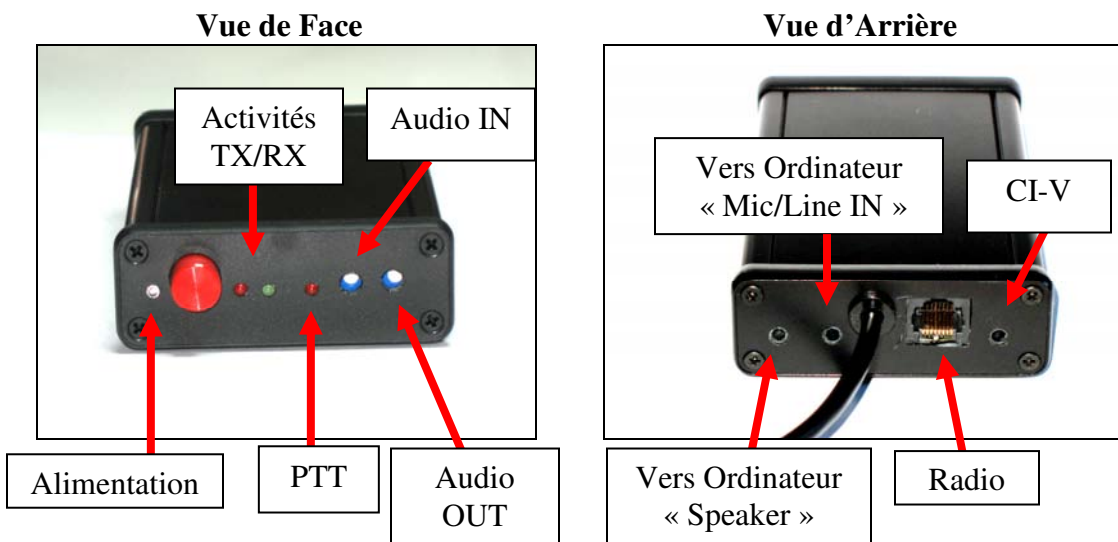 Vue de Face
Vue d'Arrière
Activités
TX/RX
Audio IN
Alimentation
PTT
Audio
OUT
Vers Ordinateur
« Mic/Line IN »
CI-V
Vers Ordinateur
« Speaker »
Radio